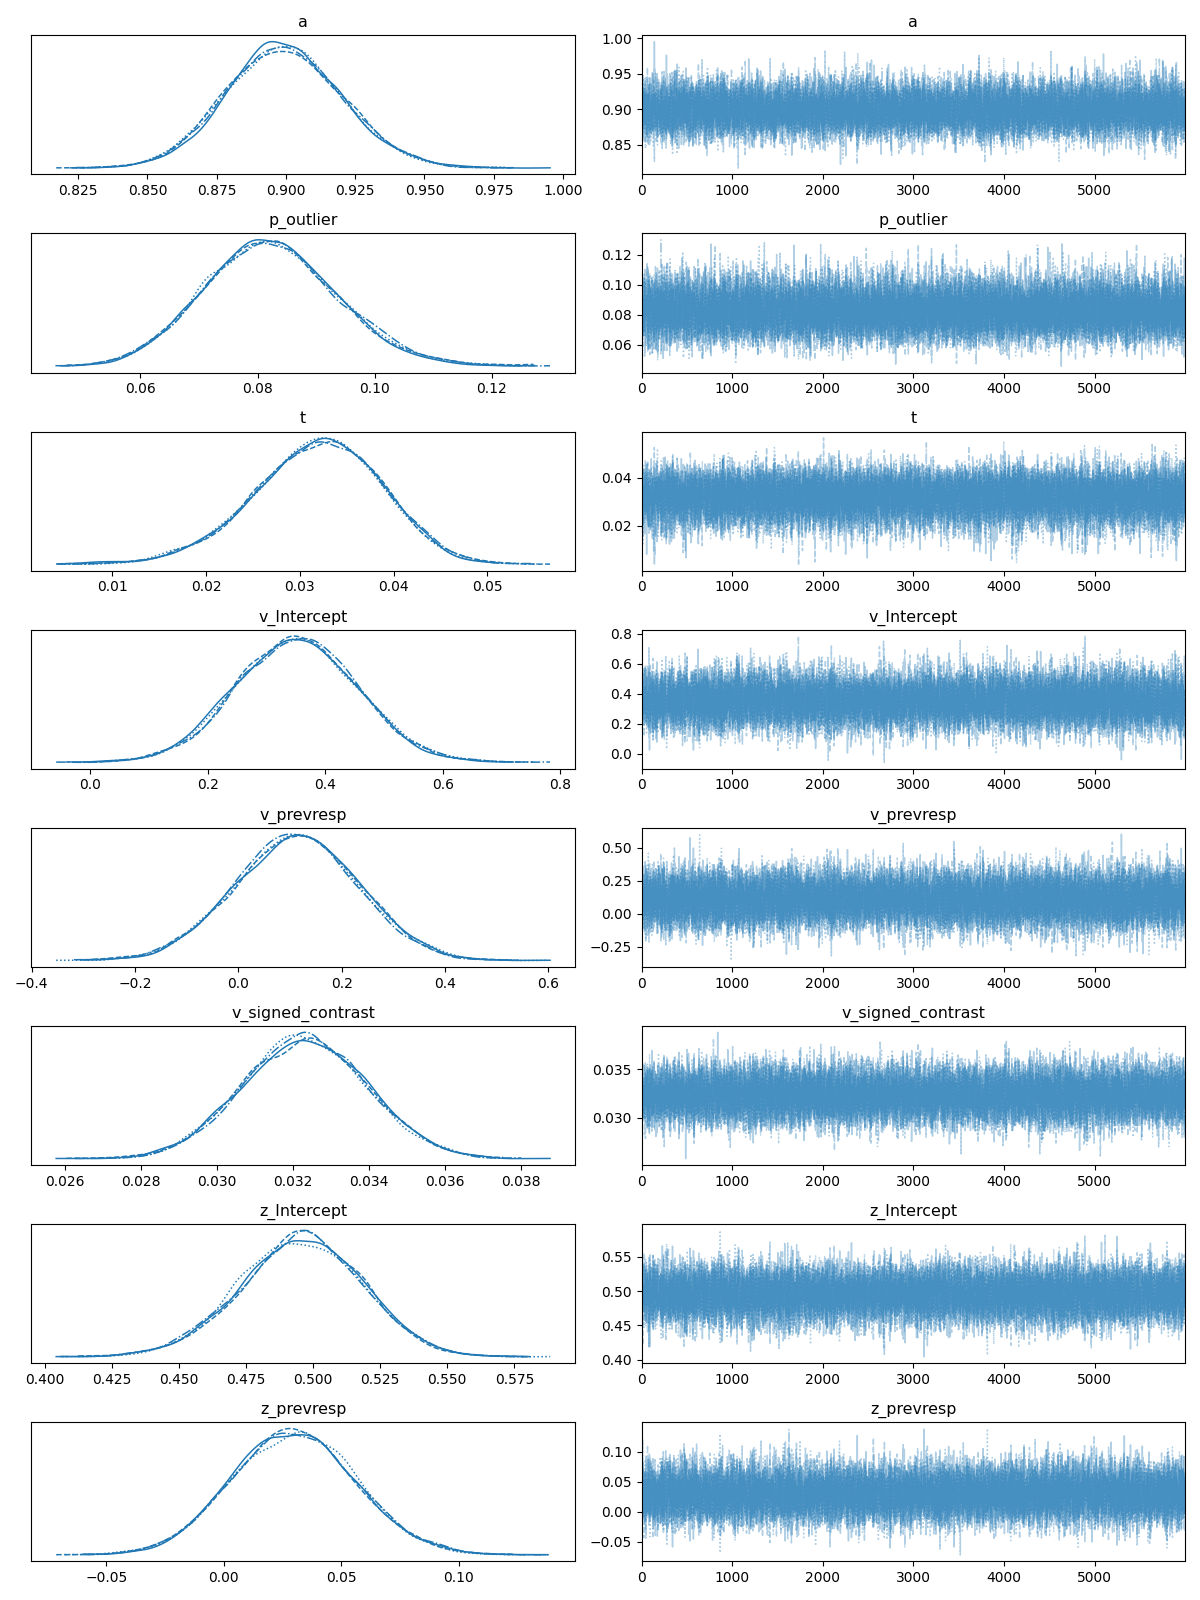 a a
1.00
0.95
0.90
0.85
0.825 0.850 0.875 0.900 0.925 0.950 0.975 1.000 0 1000 2000 3000 4000 5000
p_outlier p_outlier
0.12
0.10
0.08
0.06
0.06 0.08 0.10 0.12 0 1000 2000 3000 4000 5000
t t
0.04
0.02
0.01 0.02 0.03 0.04 0.05 0 1000 2000 3000 4000 5000
v_Intercept v_Intercept
0.8
0.6
0.4
0.2
0.0
0.0 0.2 0.4 0.6 0.8 0 1000 2000 3000 4000 5000
v_prevresp v_prevresp
0.50
0.25
0.00
−0.25
−0.4 −0.2 0.0 0.2 0.4 0.6 0 1000 2000 3000 4000 5000
v_signed_contrast v_signed_contrast
0.035
0.030
0.026 0.028 0.030 0.032 0.034 0.036 0.038 0 1000 2000 3000 4000 5000
z_Intercept z_Intercept
0.55
0.50
0.45
0.40
0.400 0.425 0.450 0.475 0.500 0.525 0.550 0.575 0 1000 2000 3000 4000 5000
z_prevresp z_prevresp
0.10
0.05
0.00
−0.05
−0.05 0.00 0.05 0.10 0 1000 2000 3000 4000 5000